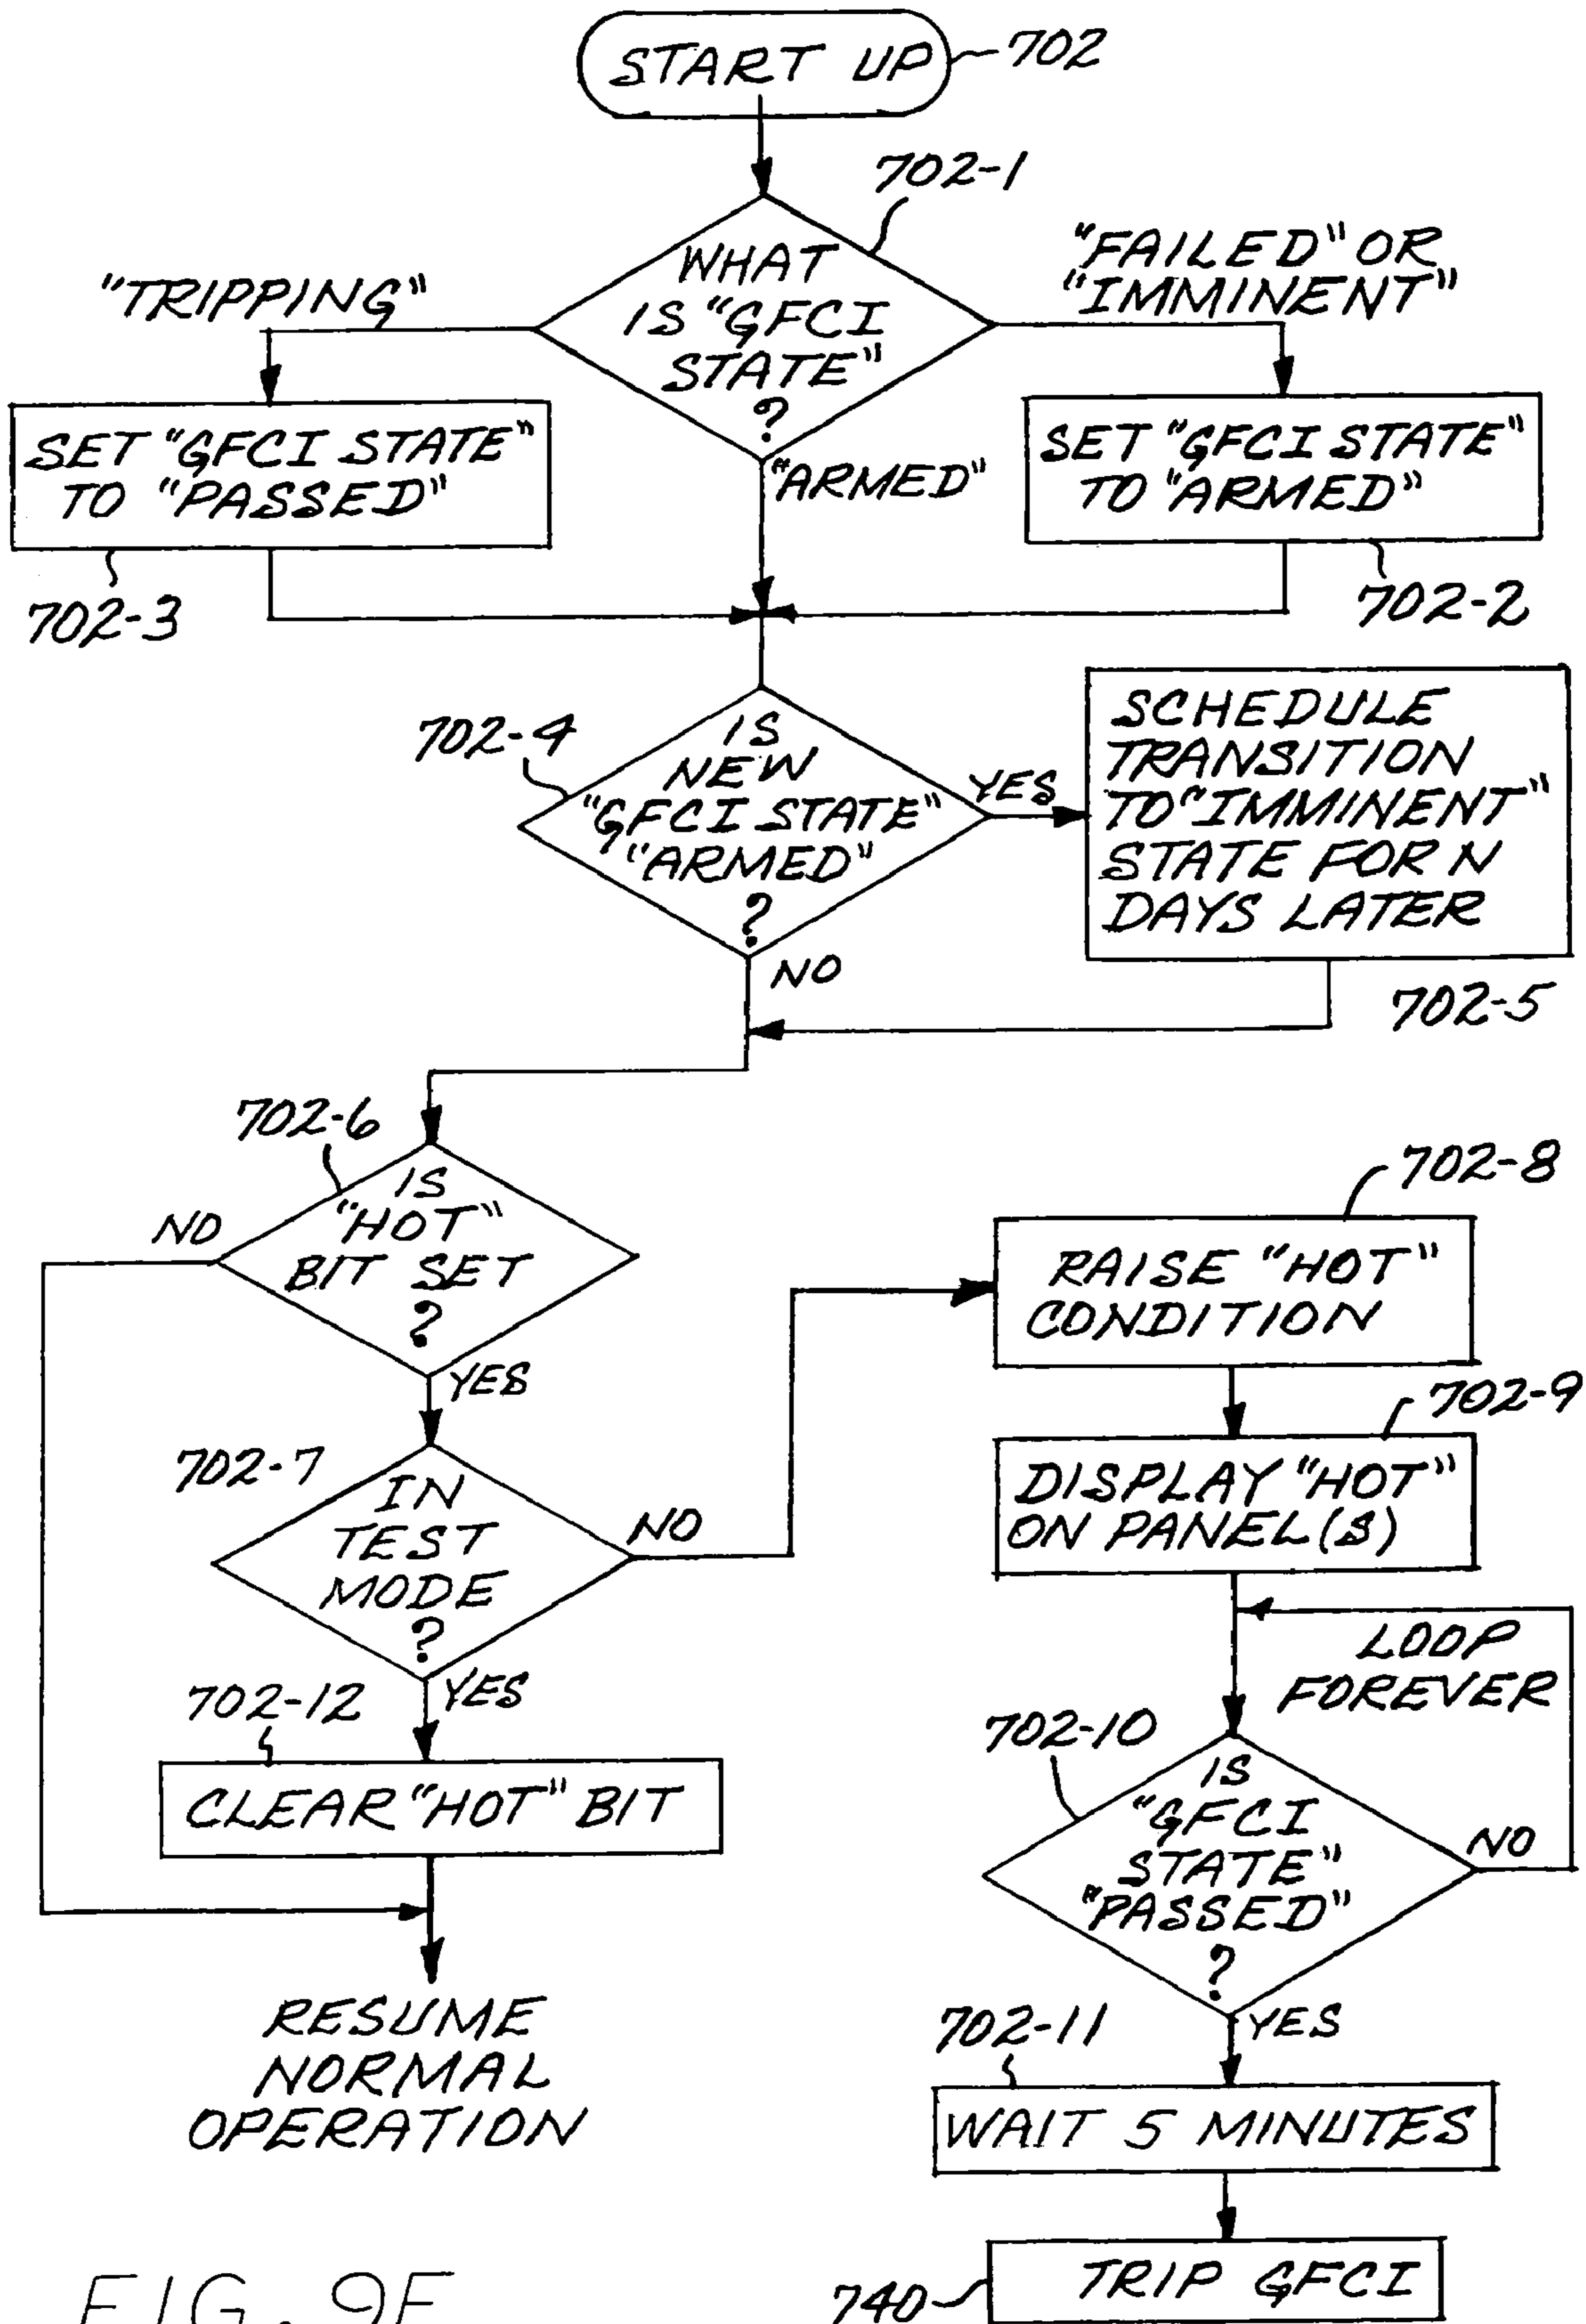 START UP
702
702-1
WHAT
IS "GFCI
STATE"
?
"TRIPPING"
"FAILED" OR
"IMMINENT"
"ARMED"
SET "GFCI STATE"
TO "PASSED"
SET "GFCI STATE"
TO "ARMED"
702-3
702-2
702-4
IS
NEW
"GFCI STATE"
"ARMED"
?
YES
SCHEDULE
TRANSITION
TO "IMMINENT"
STATE FOR N
DAYS LATER
NO
702-5
702-6
IS
"HOT"
BIT SET
?
NO
YES
702-8
RAISE "HOT"
CONDITION
702-7
IN
TEST
MODE
?
NO
YES
702-9
DISPLAY "HOT"
ON PANEL(S)
LOOP
FOREVER
702-12
CLEAR "HOT" BIT
702-10
IS
"GFCI
STATE"
"PASSED"
?
NO
YES
RESUME
NORMAL
OPERATION
702-11
WAIT 5 MINUTES
740
TRIP GFCI